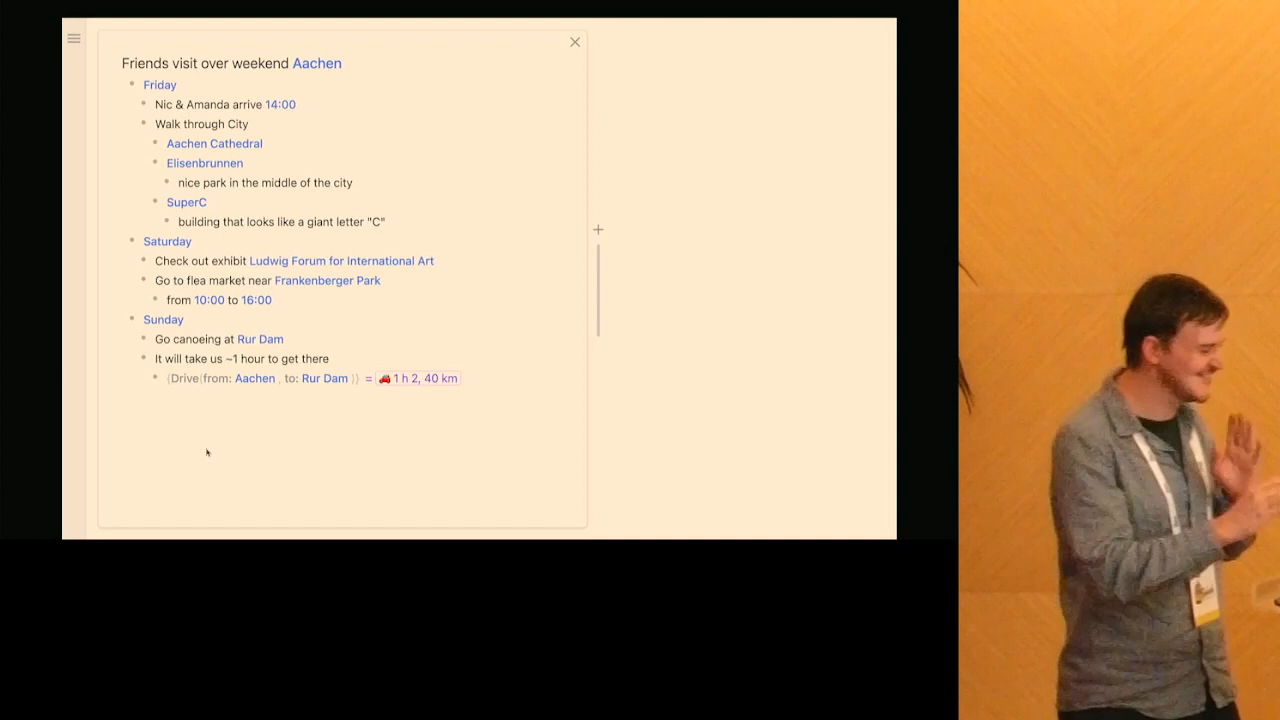 Friends visit over weekend Aachen
Friday
Nic & Amanda arrive 14:00
Walk through City
Aachen Cathedral
Elisenbrunnen
nice park in the middle of the city
SuperC
building that looks like a giant letter "C"
Saturday
Check out exhibit Ludwig Forum for International Art
Go to flea market near Frankenberger Park
from 10:00 to 16:00
Sunday
Go canoeing at Rur Dam
It will take us ~1 hour to get there
{Drive(from: Aachen , to: Rur Dam )} = 🚗 1 h 2, 40 km